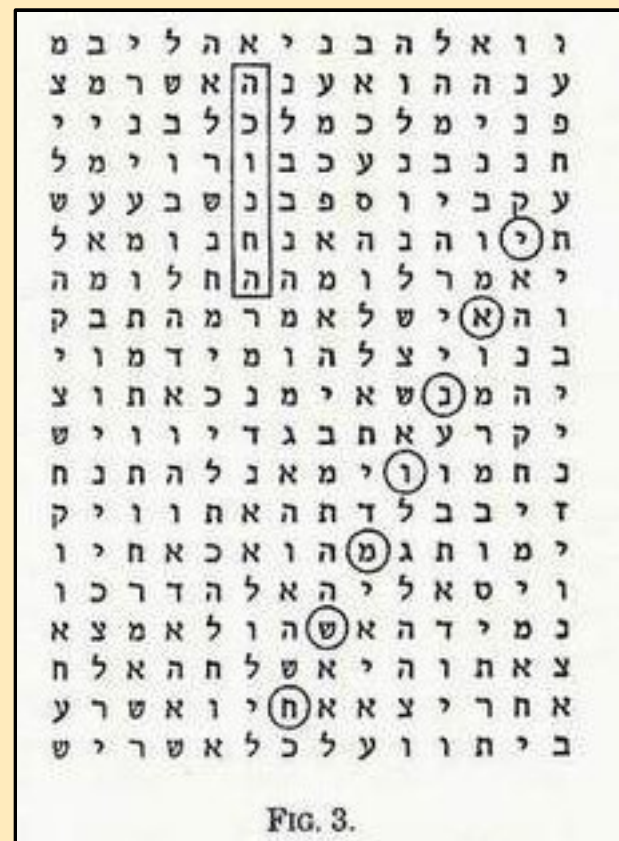 ו ו א ל ה ב נ י א ה ל י ב מ
ע נ ה ה ו א ע נ ה א ש ר מ צ
פ נ י מ ל כ מ ל כ ל ב נ י י
ח נ נ ב נ ע כ ב ו ר ו י מ ל
ע ק ב י ו ס פ ב נ ש ב ע ע ש
ת י ו ה נ ה א נ ח נ ו מ א ל
י א מ ר ל ו מ ה ה ח ל ו מ ה
ו ה א י ש ל א מ ר מ ה ת ב ק
ב נ ו י צ ל ה ו מ י ד מ ו י
י ה מ נ ש א י מ נ כ א ת ו צ
י ק ר ע א ת ב ג ד י ו ו י ש
נ ח מ ו ו י מ א נ ל ה ת נ ח
ז י ב ב ל ד ת ה א ת ו ו י ק
י מ ו ת ג מ ה ו א כ א ח י ו
ו י ט א ל י ה א ל ה ד ר כ ו
נ מ י ד ה א ש ה ו ל א מ צ א
צ א ת ו ה י א ש ל ח ה א ל ח
א ח ר י צ א א ח י ו א ש ר ע
ב י ת ו ו ע ל כ ל א ש ר י ש
FIG. 3.